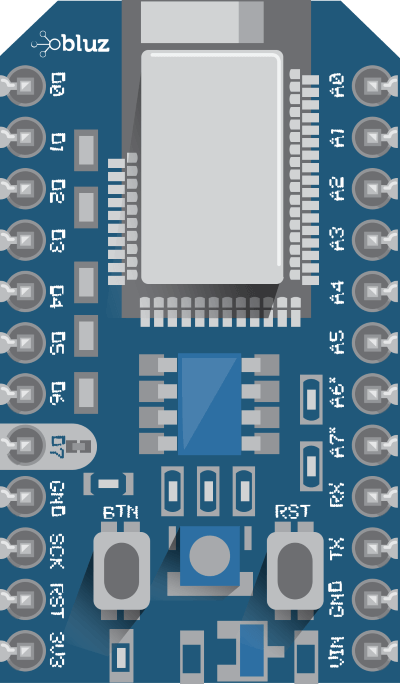 bluz
D0
D1
D2
D3
D4
D5
D6
D7
GND
SCK
RST
3V3
A0
A1
A2
A3
A4
A5
A6*
A7*
RX
TX
GND
VIN
BTN
RST